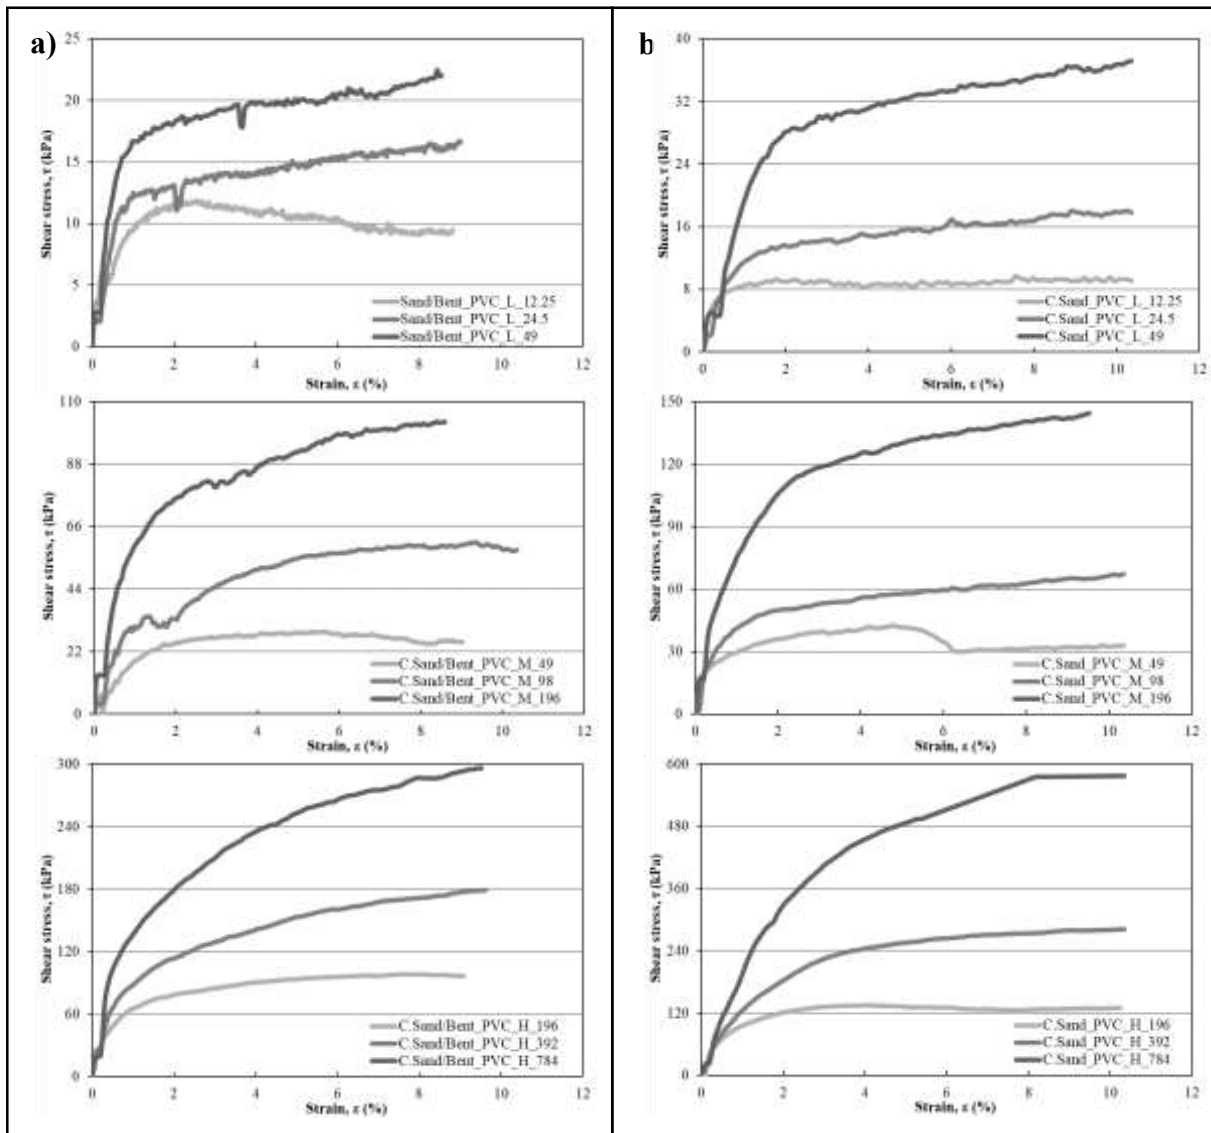 a)
25
20
15
10
5
0
Shear stress, τ (kPa)
Sand/Bent_PVC_L_12.25
Sand/Bent_PVC_L_24.5
Sand/Bent_PVC_L_49
0 2 4 6 8 10 12
Strain, ε (%)
110
88
66
44
22
0
Shear stress, τ (kPa)
C.Sand/Bent_PVC_M_49
C.Sand/Bent_PVC_M_98
C.Sand/Bent_PVC_M_196
0 2 4 6 8 10 12
Strain, ε (%)
300
240
180
120
60
0
Shear stress, τ (kPa)
C.Sand/Bent_PVC_H_196
C.Sand/Bent_PVC_H_392
C.Sand/Bent_PVC_H_784
0 2 4 6 8 10 12
Strain, ε (%)
b
40
32
24
16
8
0
Shear stress, τ (kPa)
C.Sand_PVC_L_12.25
C.Sand_PVC_L_24.5
C.Sand_PVC_L_49
0 2 4 6 8 10 12
Strain, ε (%)
150
120
90
60
30
0
Shear stress, τ (kPa)
C.Sand_PVC_M_49
C.Sand_PVC_M_98
C.Sand_PVC_M_196
0 2 4 6 8 10 12
Strain, ε (%)
600
480
360
240
120
0
Shear stress, τ (kPa)
C.Sand_PVC_H_196
C.Sand_PVC_H_392
C.Sand_PVC_H_784
0 2 4 6 8 10 12
Strain, ε (%)